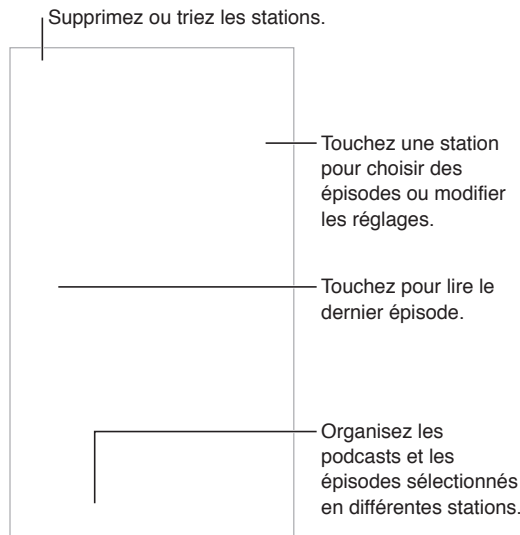 Supprimez ou triez les stations.
Touchez une station
pour choisir des
épisodes ou modifier
les réglages.
Touchez pour lire le
dernier épisode.
Organisez les
podcasts et les
épisodes sélectionnés
en différentes stations.